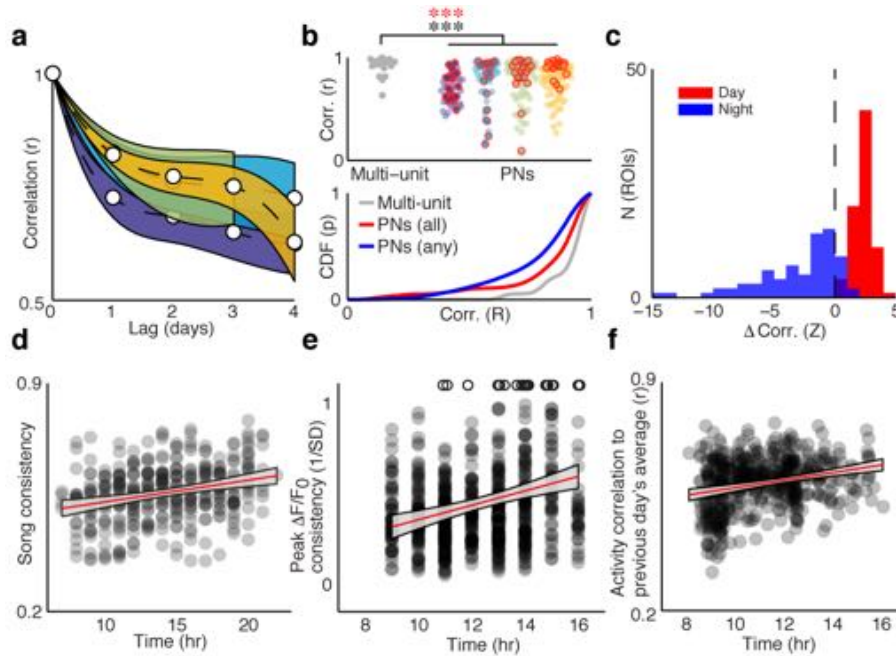 a
1
Correlation (r)
0.5
0 1 2 3 4
Lag (days)
b
***
***
1
Corr. (r)
0
Multi-unit PNs
1
CDF (p)
Multi-unit
PNs (all)
PNs (any)
0
0 1
Corr. (R)
c
50
Day
Night
N (ROIs)
0
-15 -10 -5 0 5
Δ Corr. (Z)
d
0.9
Song consistency
0.2
10 15 20
Time (hr)
e
1
Peak ΔF/F0
consistency (1/SD)
0
8 10 12 14 16
Time (hr)
f
0.9
Activity correlation to
previous day's average (r)
0.2
8 10 12 14 16
Time (hr)